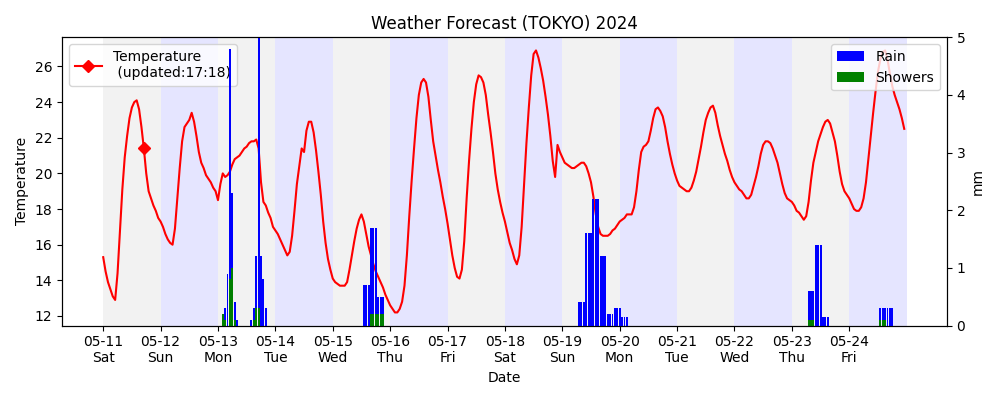 Weather Forecast (TOKYO) 2024
Temperature
(updated:17:18)
Rain
Showers
Temperature
26
24
22
20
18
16
14
12
5
4
3
2
1
0
mm
05-11 05-12 05-13 05-14 05-15 05-16 05-17 05-18 05-19 05-20 05-21 05-22 05-23 05-24
Sat Sun Mon Tue Wed Thu Fri Sat Sun Mon Tue Wed Thu Fri
Date